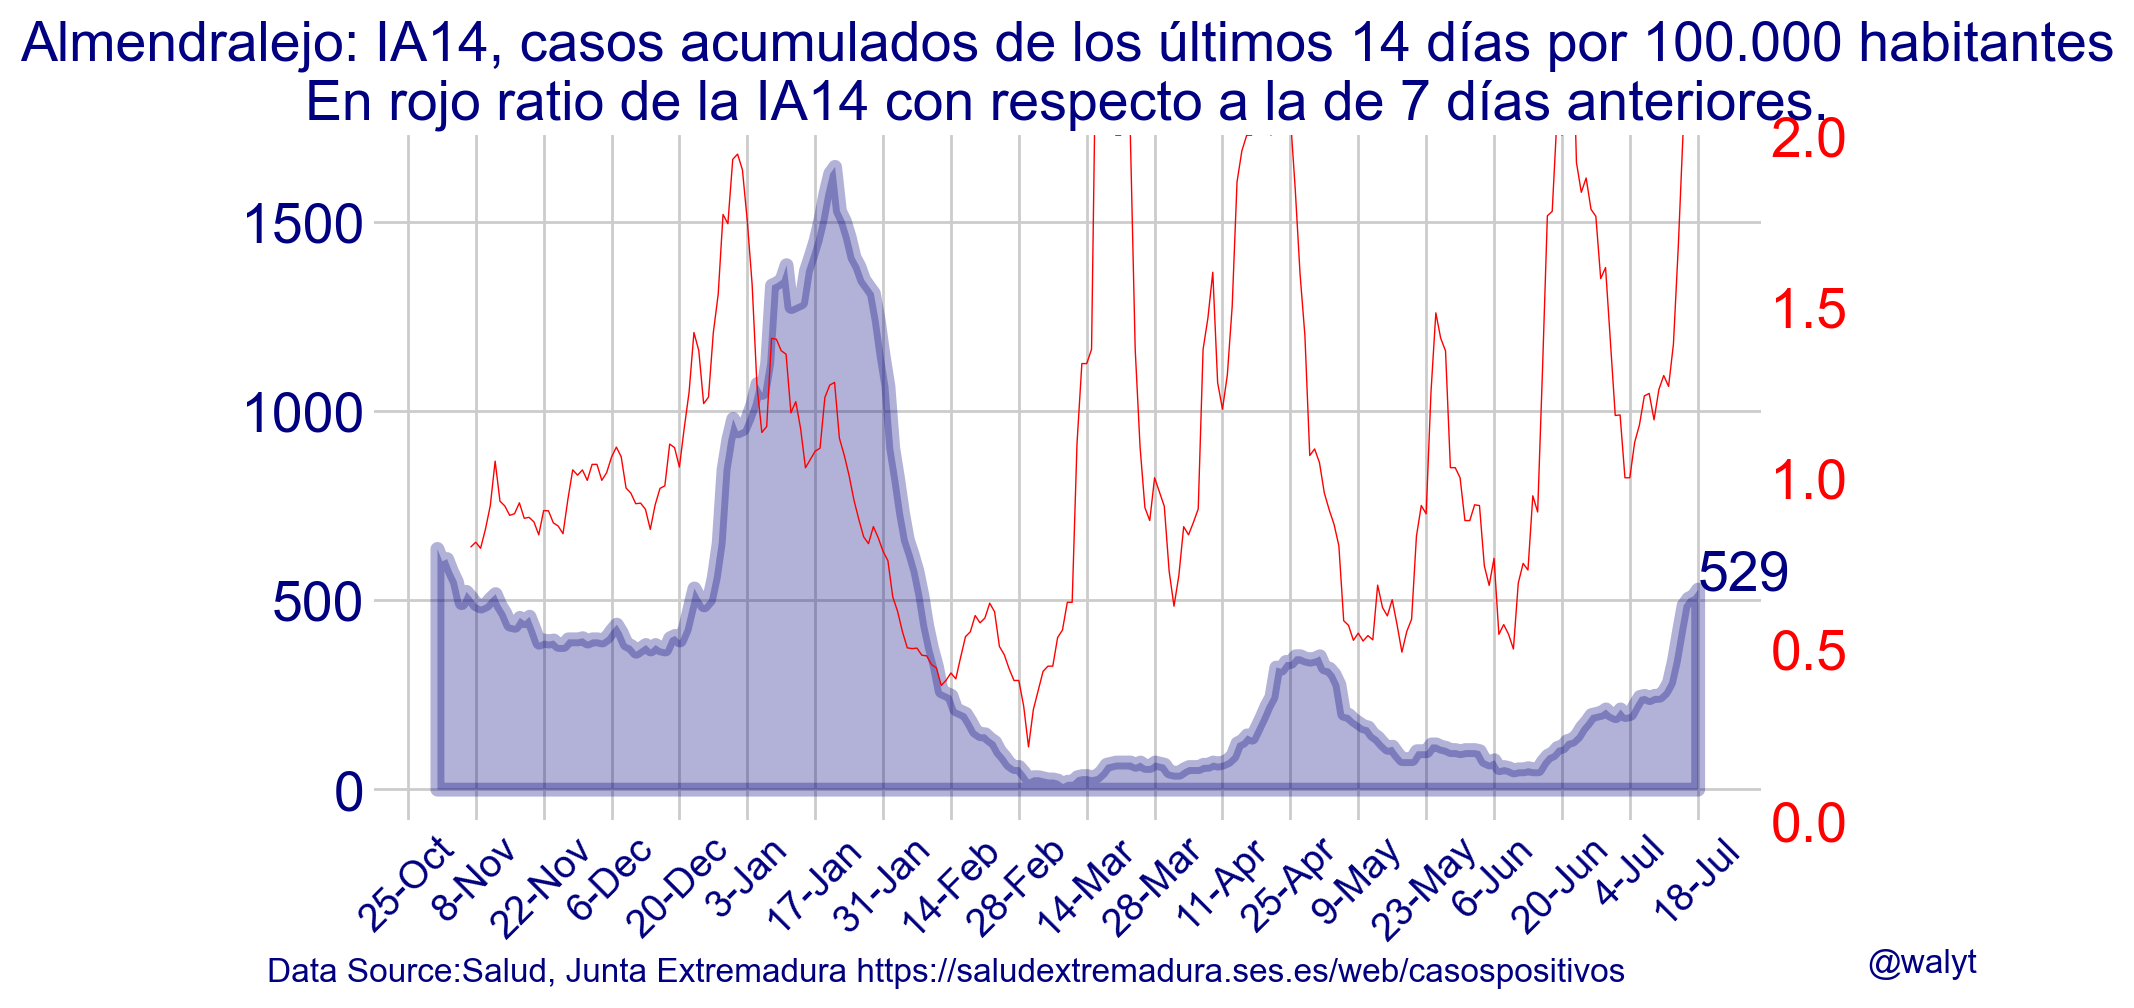 Almendralejo: IA14, casos acumulados de los últimos 14 días por 100.000 habitantes
En rojo ratio de la IA14 con respecto a la de 7 días anteriores.
2.0
1500
1.5
1000
1.0
529
500
0.5
0
0.0
25-Oct
8-Nov
22-Nov
6-Dec
20-Dec
3-Jan
17-Jan
31-Jan
14-Feb
28-Feb
14-Mar
28-Mar
11-Apr
25-Apr
9-May
23-May
6-Jun
20-Jun
4-Jul
18-Jul
Data Source:Salud, Junta Extremadura https://saludextremadura.ses.es/web/casospositivos
@walyt